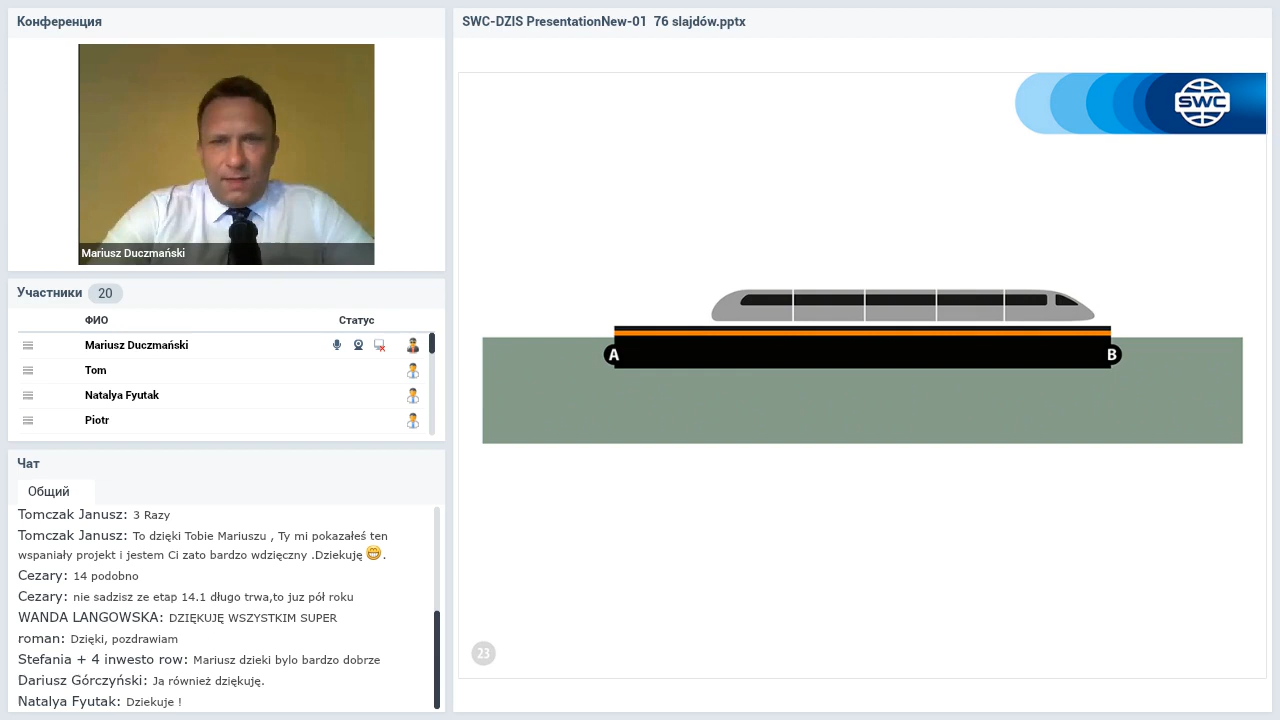 Конференция
Mariusz Duczmański
Участники 20
ФИО Статус
Mariusz Duczmański
Tom
Natalya Fyutak
Piotr
Чат
Общий
Tomczak Janusz: 3 Razy
Tomczak Janusz: To dzięki Tobie Mariuszu , Ty mi pokazałeś ten
wspaniały projekt i jestem Ci zato bardzo wdzięczny .Dziekuję 😁.
Cezary: 14 podobno
Cezary: nie sadzisz ze etap 14.1 długo trwa,to juz pół roku
WANDA LANGOWSKA: DZIĘKUJĘ WSZYSTKIM SUPER
roman: Dzięki, pozdrawiam
Stefania + 4 inwesto row: Mariusz dzieki bylo bardzo dobrze
Dariusz Górczyński: Ja również dziękuję.
Natalya Fyutak: Dziekuje !
SWC-DZIS PresentationNew-01 76 slajdów.pptx
SWC
A B
23